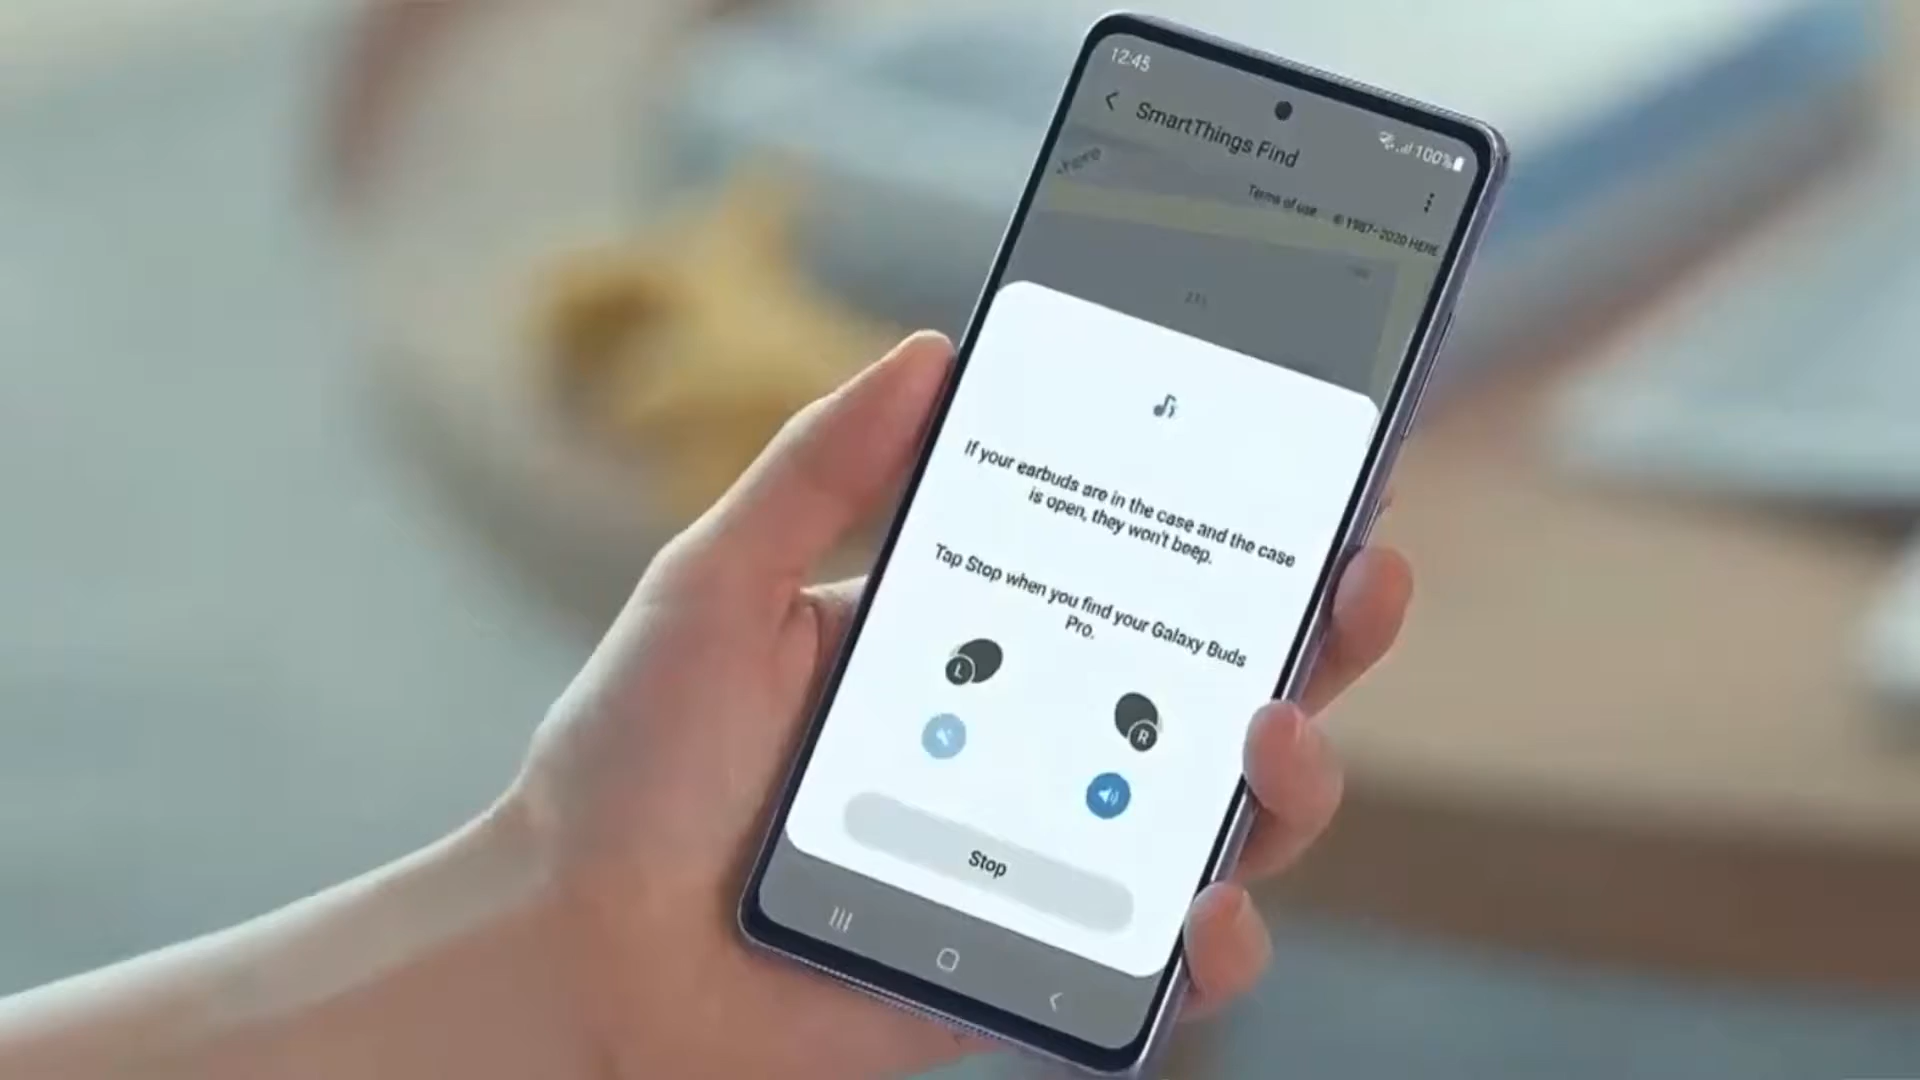 12:45
100%
SmartThings Find
Terms of use
© 1987-2020 HERE
If your earbuds are in the case and the case
is open, they won't beep.
Tap Stop when you find your Galaxy Buds
Pro.
L
R
Stop